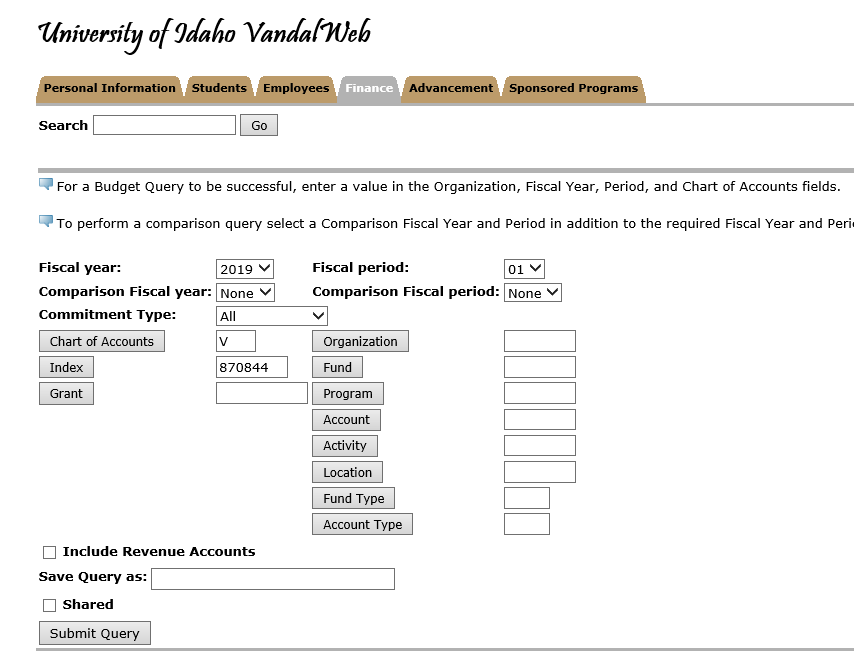 University of Idaho VandalWeb
Personal Information Students Employees Finance Advancement Sponsored Programs
Search Go
For a Budget Query to be successful, enter a value in the Organization, Fiscal Year, Period, and Chart of Accounts fields.
To perform a comparison query select a Comparison Fiscal Year and Period in addition to the required Fiscal Year and
Fiscal year: 2019 Fiscal period: 01
Comparison Fiscal year: None Comparison Fiscal period: None
Commitment Type: All
Chart of Accounts V Organization
Index 870844 Fund
Grant Program
Account
Activity
Location
Fund Type
Account Type
Include Revenue Accounts
Save Query as:
Shared
Submit Query